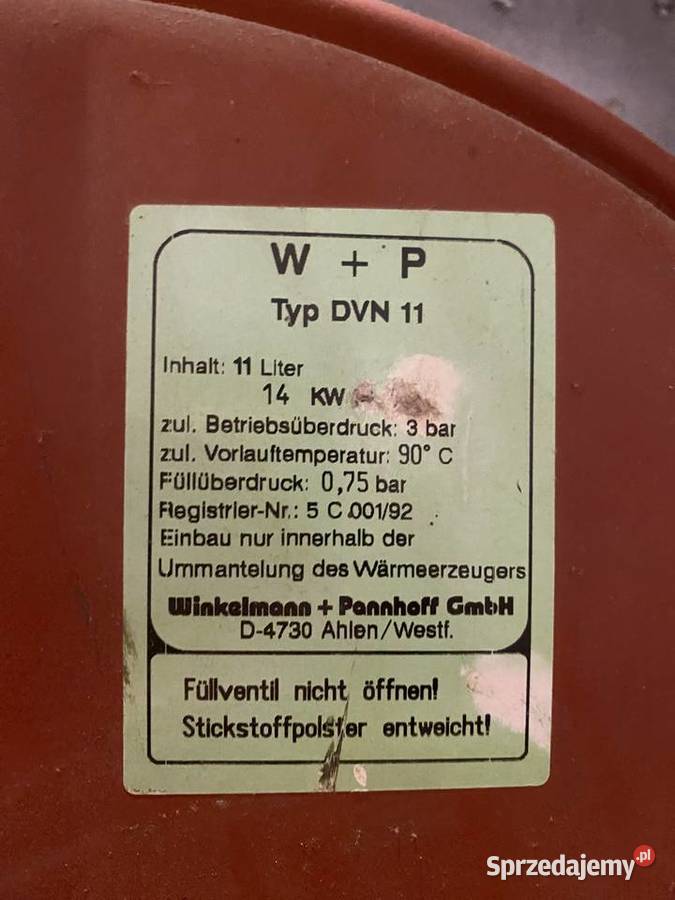 W + P
Typ DVN 11
Inhalt: 11 Liter
14 KW
zul. Betriebsüberdruck: 3 bar
zul. Vorlauftemperatur: 90° C
Füllüberdruck: 0,75 bar
Registrier-Nr.: 5 C 001/92
Einbau nur innerhalb der
Ummantelung des Wärmeerzeugers
Winkelmann + Pannhoff GmbH
D-4730 Ahlen/Westf.
Füllventil nicht öffnen!
Stickstoffpolster entweicht!
Sprzedajemy.pl